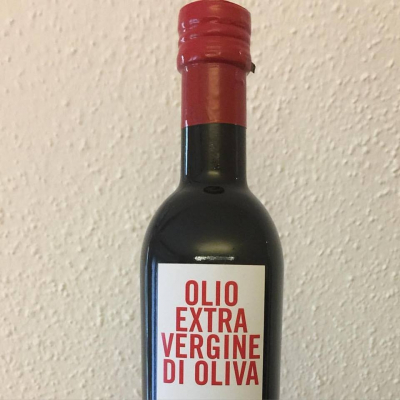 OLIO
EXTRA
VERGINE
DI OLIVA